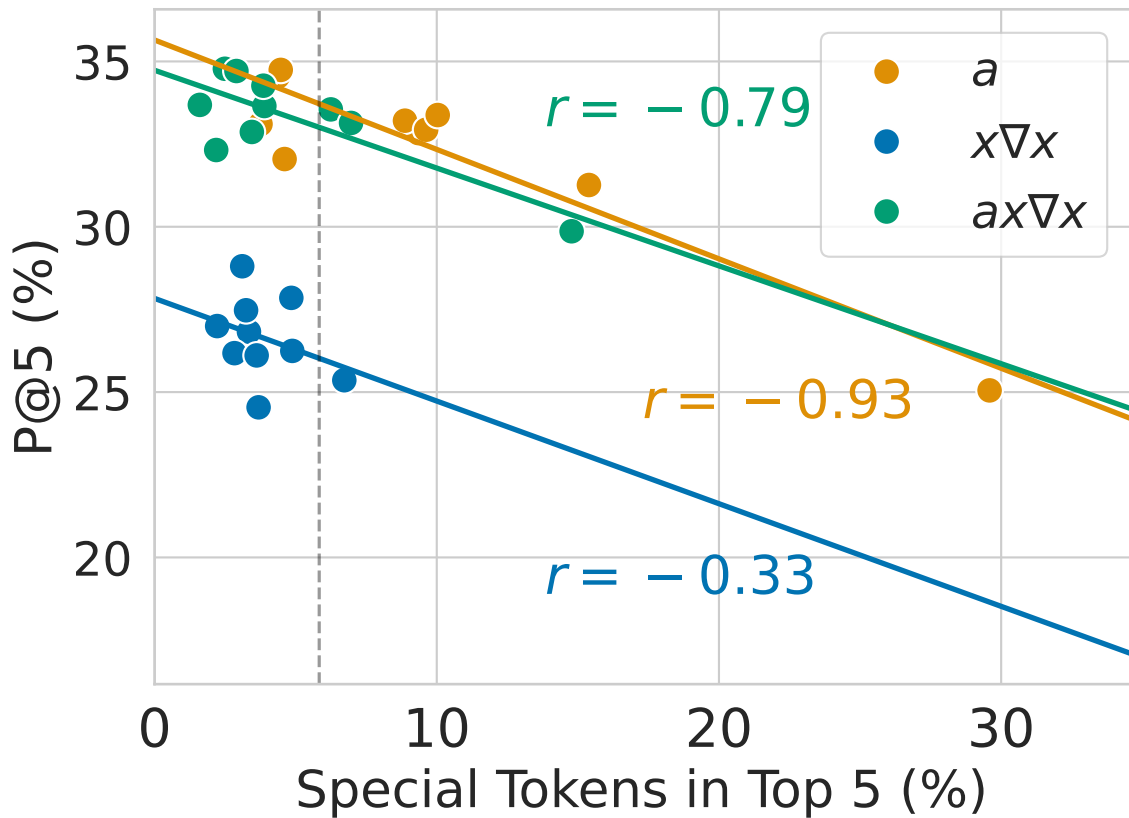 35
30
25
20
P@5 (%)
0
10
20
30
Special Tokens in Top 5 (%)
a
x∇x
ax∇x
r = −0.79
r = −0.93
r = −0.33